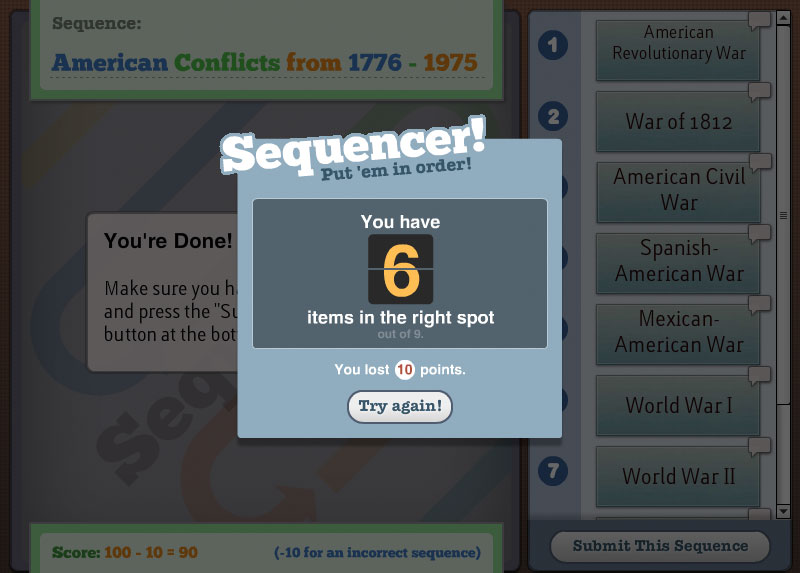 Sequence:
American Conflicts from 1776 - 1975
Sequencer!
Put 'em in order!
You have
6
items in the right spot
out of 9.
You lost 10 points.
Try again!
You're Done!
Make sure you
and press the
button at the
Score: 100 - 10 = 90
(-10 for an incorrect sequence)
1
American
Revolutionary War
2
War of 1812
American Civil
War
Spanish-
American War
Mexican-
American War
World War I
7
World War II
Submit This Sequence